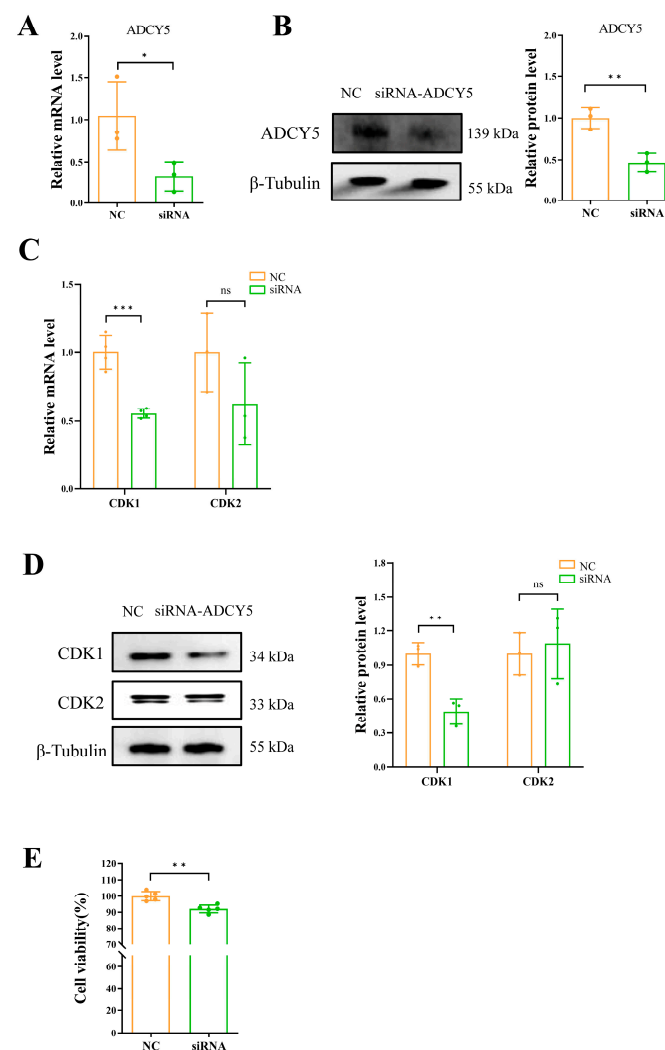 A
ADCY5
Relative mRNA level
2.0
1.5
1.0
0.5
0.0
*
NC
siRNA
B
NC siRNA-ADCY5
ADCY5
139 kDa
β-Tubulin
55 kDa
ADCY5
Relative protein level
2.0
1.5
1.0
0.5
0.0
**
NC
siRNA
C
NC
siRNA
Relative mRNA level
1.5
1.0
0.5
0.0
***
ns
CDK1
CDK2
D
NC siRNA-ADCY5
CDK1
34 kDa
CDK2
33 kDa
β-Tubulin
55 kDa
NC
siRNA
Relative protein level
1.8
1.5
1.2
0.9
0.6
0.3
0.0
**
ns
CDK1
CDK2
E
Cell viability(%)
120
110
100
90
80
70
60
40
20
0
**
NC
siRNA